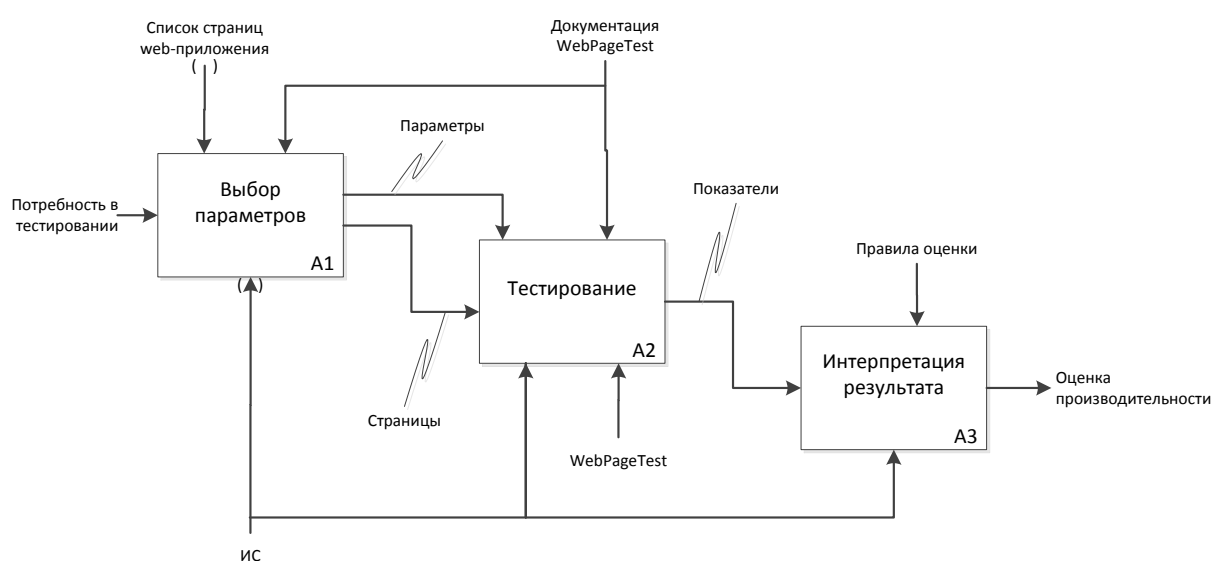 Список страниц
web-приложения
( )
Документация
WebPageTest
Параметры
Выбор
параметров
A1
( )
Потребность в
тестировании
Показатели
Тестирование
A2
Правила оценки
Интерпретация
результата
A3
Оценка
производительности
Страницы
WebPageTest
ИС